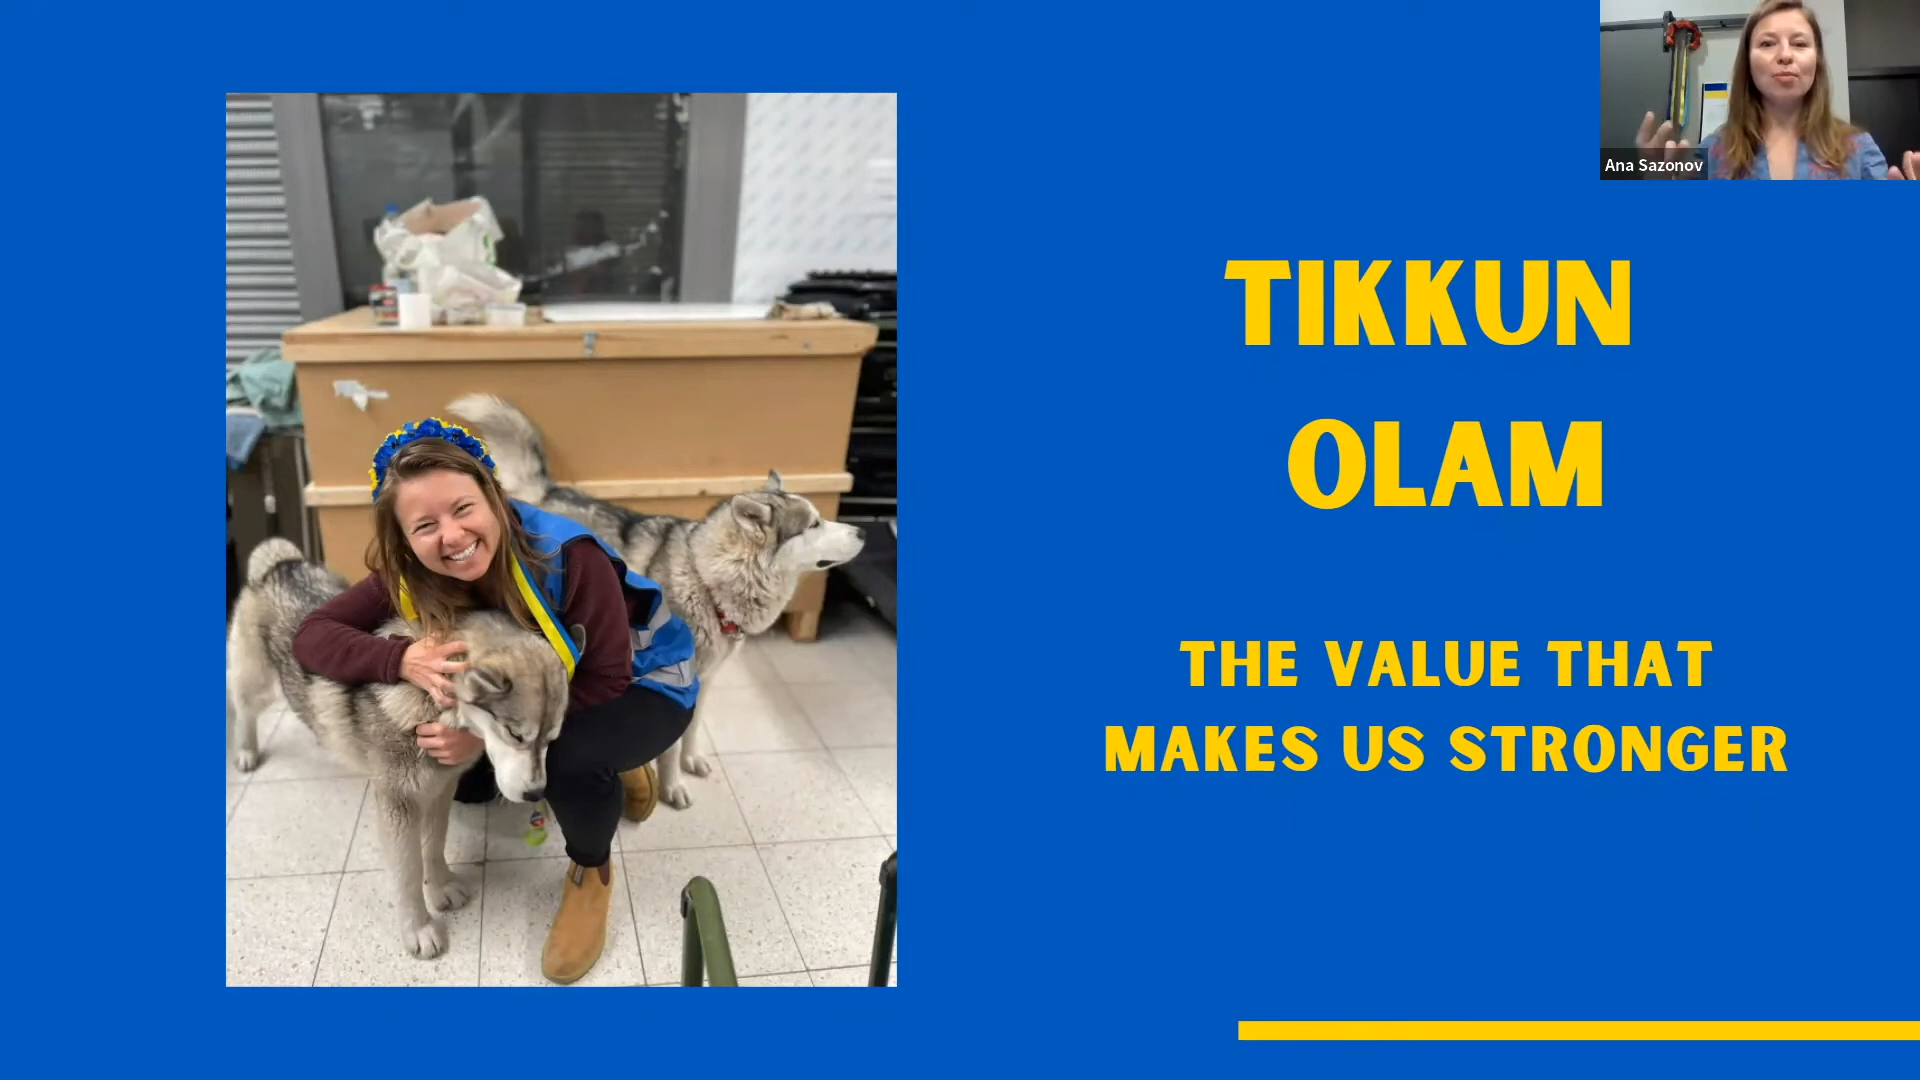 Ana Sazonov
TIKKUN
OLAM
THE VALUE THAT
MAKES US STRONGER